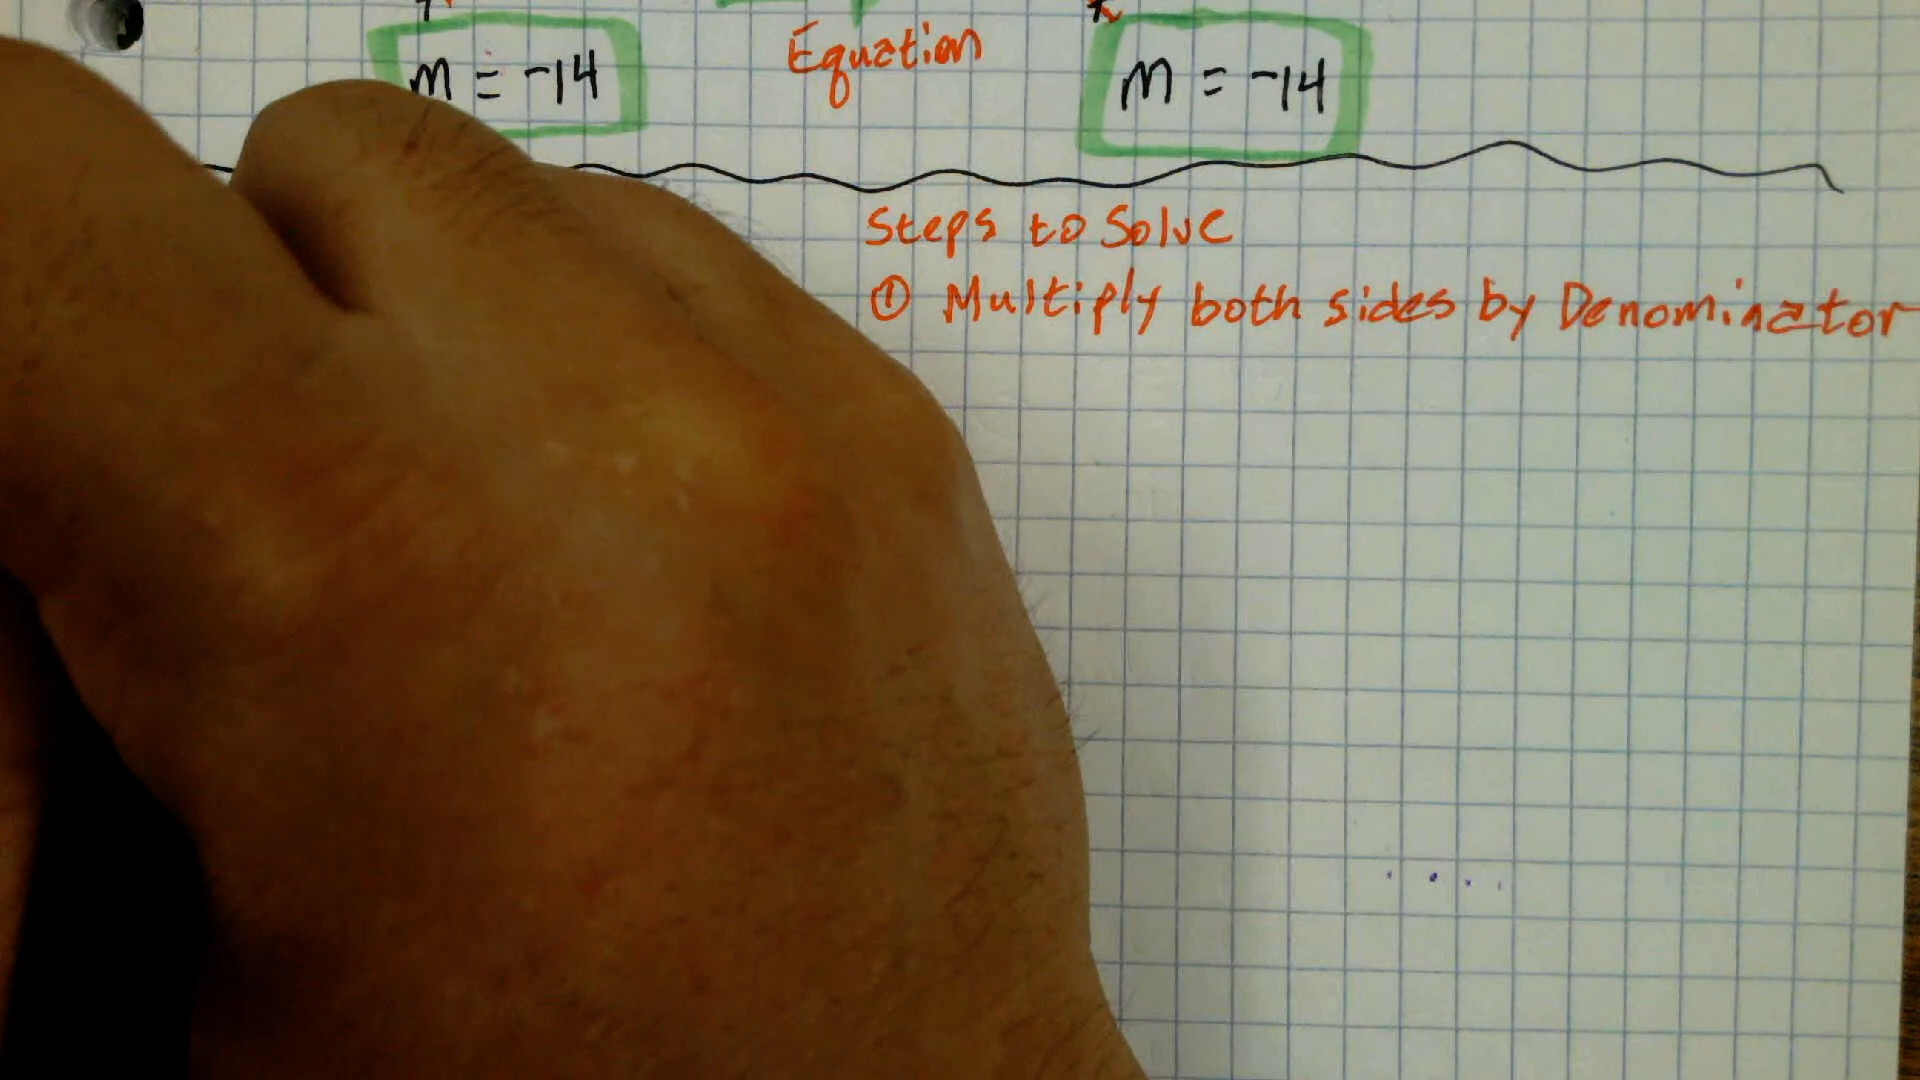 m = -14
Equation
m = -14
Steps to Solve
① Multiply both sides by Denominator